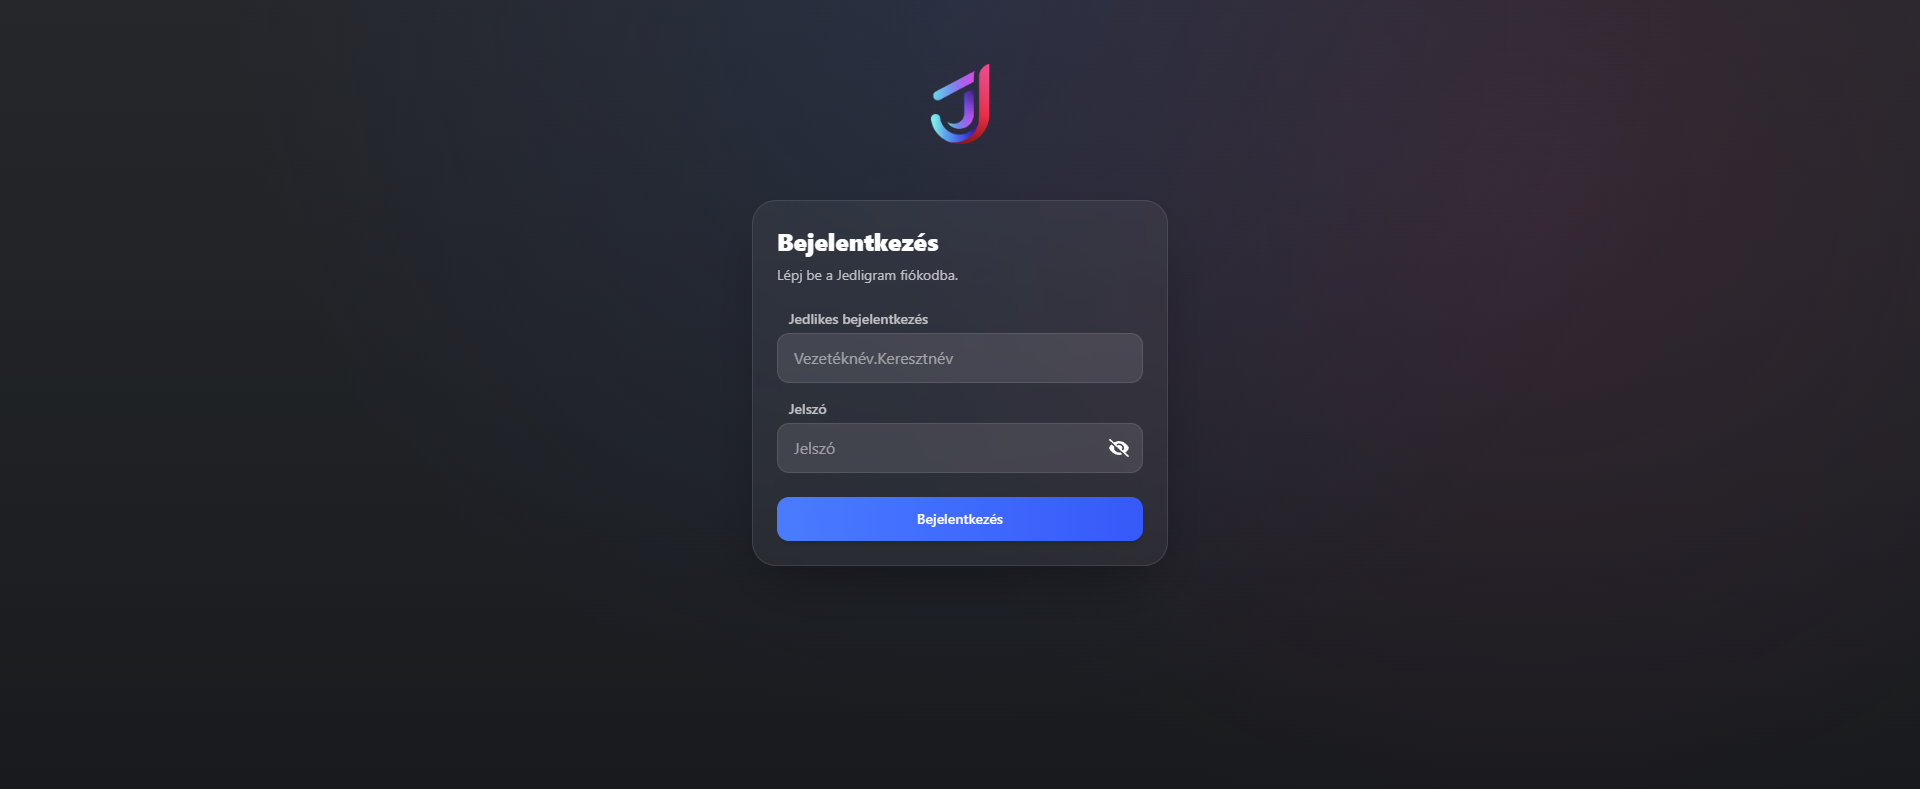 Bejelentkezés
Lépj be a Jedligram fiókodba.
Jedlikes bejelentkezés
Vezetéknév.Keresztnév
Jelszó
Jelszó
Bejelentkezés